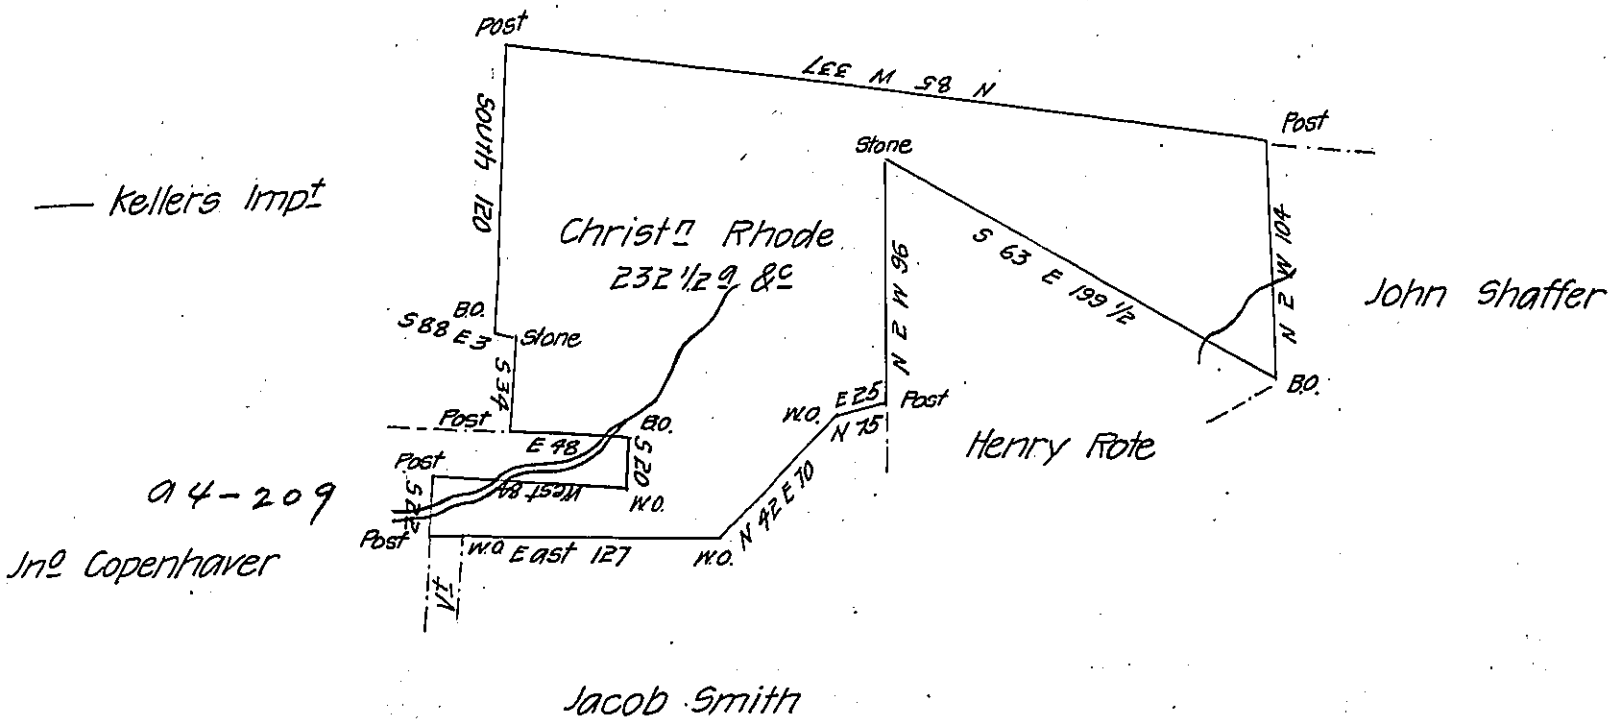 Post
N 85 W 337
Post
South 120
Stone
Kellers Impt
Christn Rhode
232 1/2 a &c
S 63 E 199 1/2
N 2 W 104
John Shaffer
N 2 W 96
B.O.
S 88 E 3
Stone
S 34
B.O.
Post
E 48
B.O.
W.O.
N 75 E 25
Post
Henry Rote
Post
S 20
West 84
W.O.
a4-209
S 22
Post
W.O.
East 127
W.O.
N 42 E 70
Jno Copenhaver
Jacob Smith